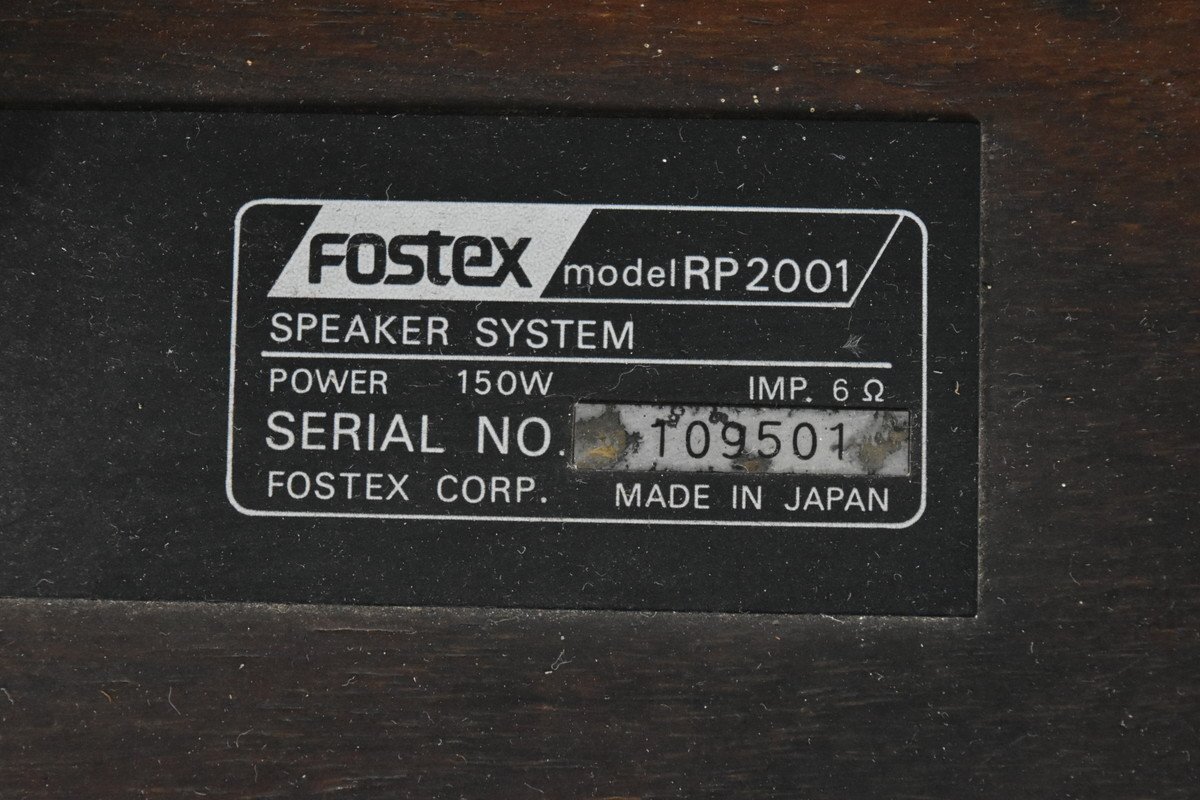 Fostex model RP2001
SPEAKER SYSTEM
POWER 150W IMP. 6 Ω
SERIAL NO. T09501
FOSTEX CORP. MADE IN JAPAN